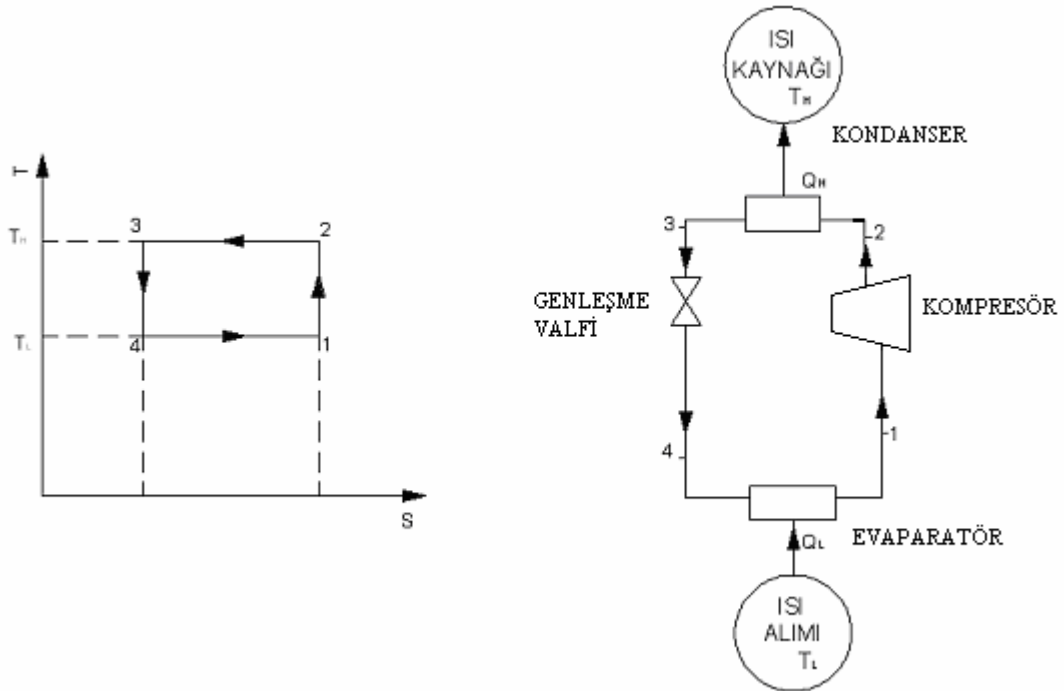 T
T_H
T_L
3
2
4
1
S
ISI
KAYNAĞI
T_H
KONDANSER
Q_H
3
2
GENLEŞME
VALFİ
KOMPRESÖR
4
1
EVAPARATÖR
Q_L
ISI
ALIMI
T_L